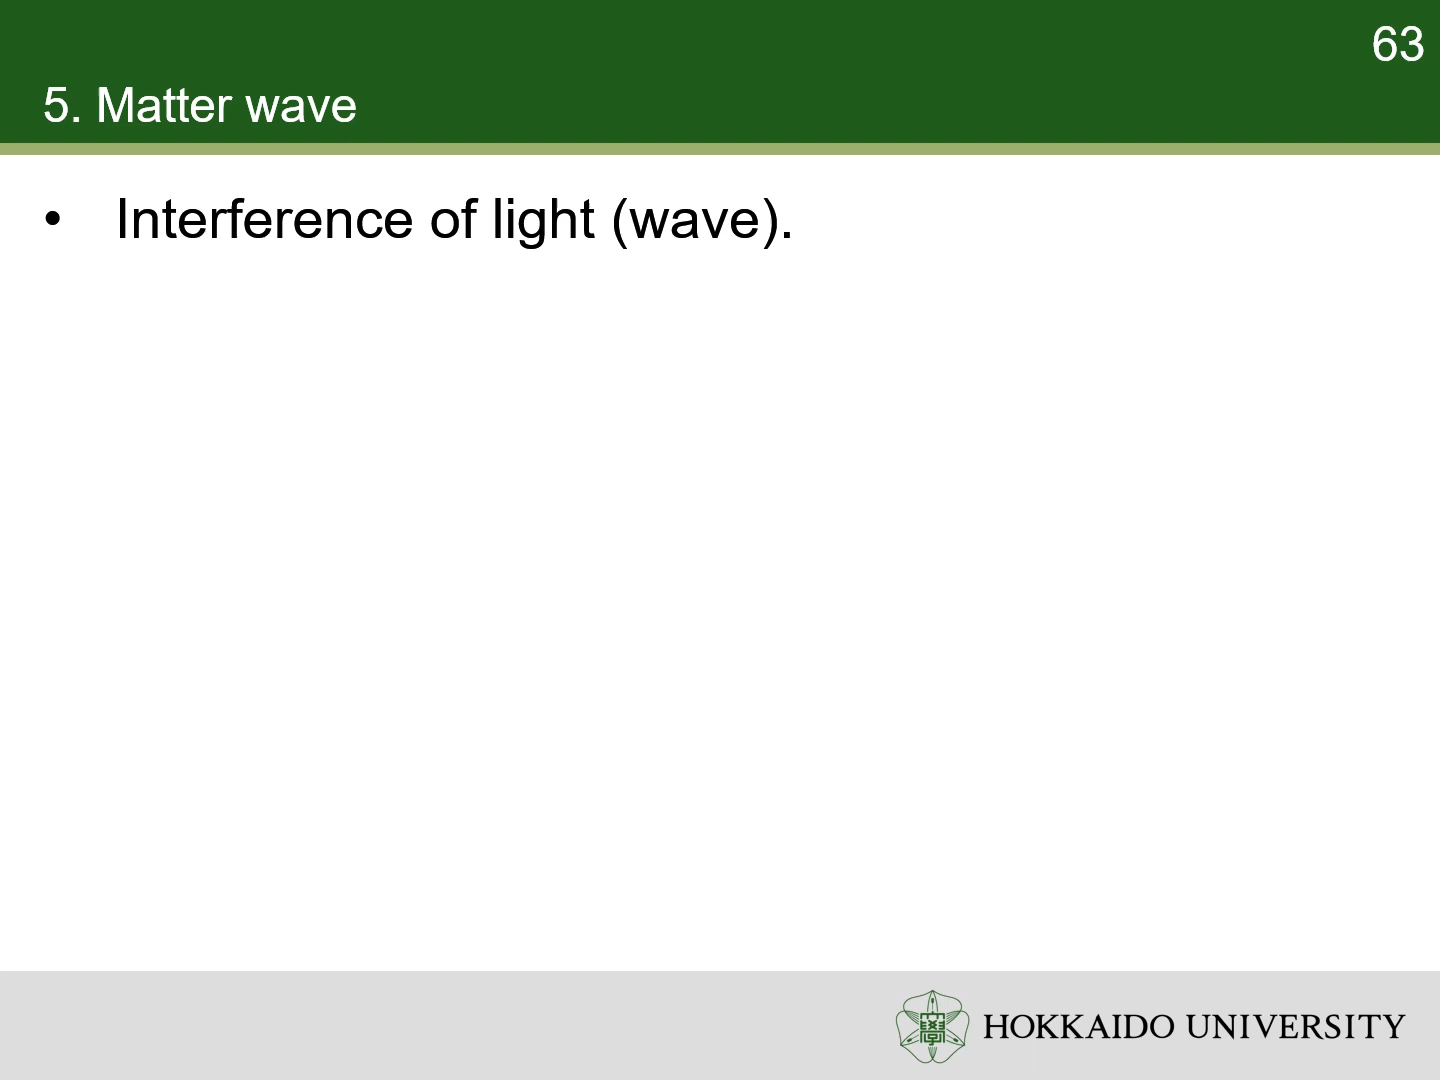 63
5. Matter wave
• Interference of light (wave).
HOKKAIDO UNIVERSITY